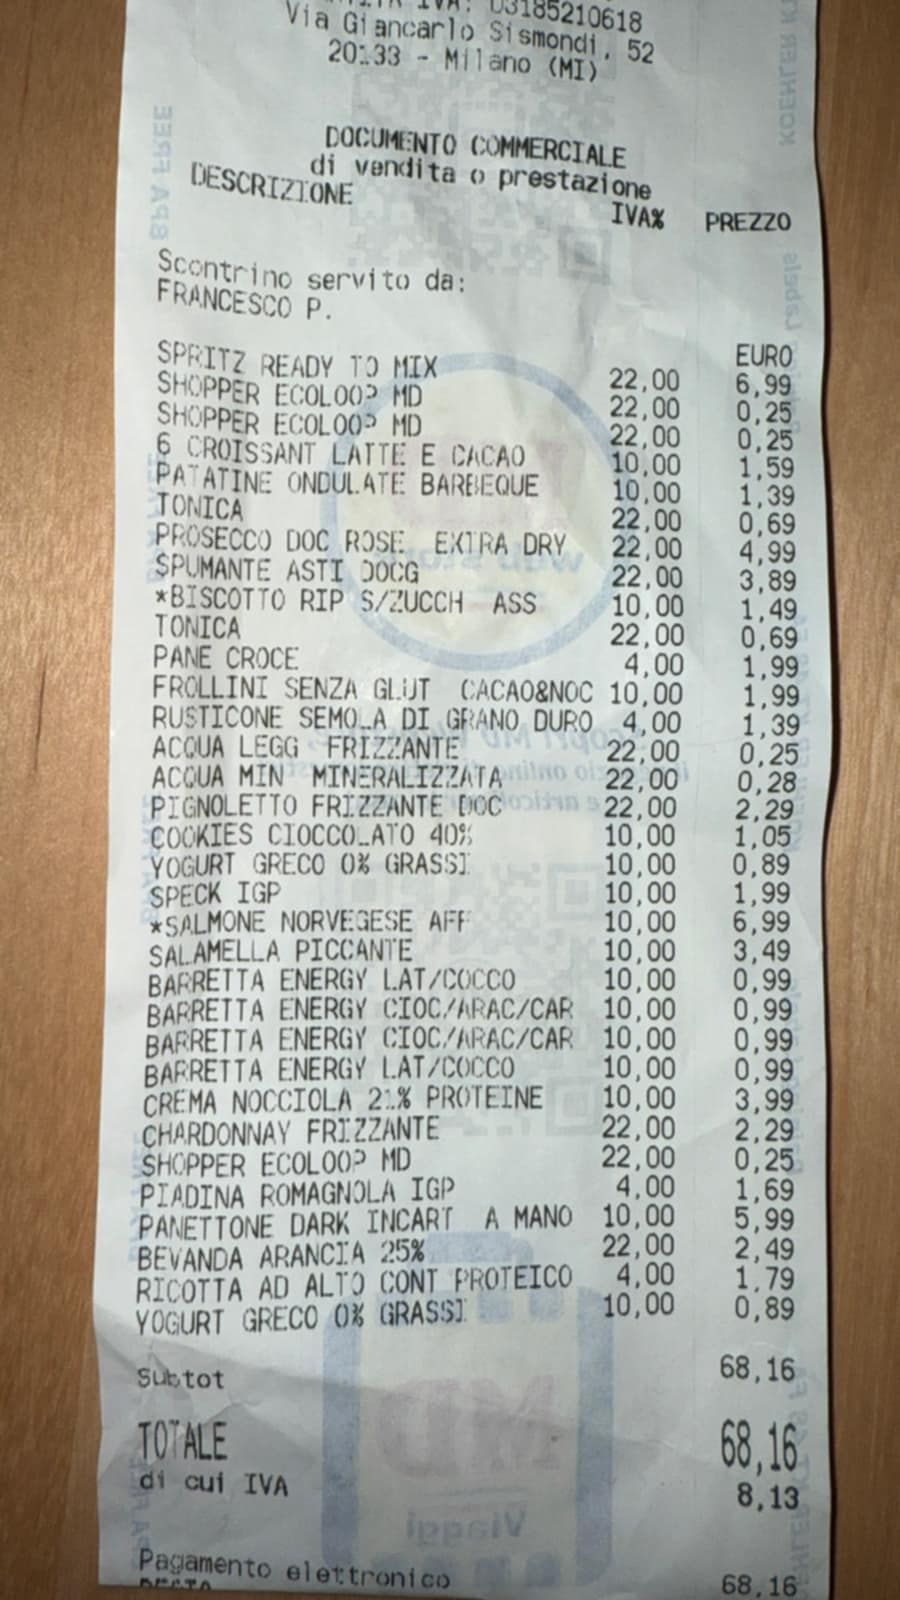 IVA: 03185210618
Via Giancarlo Sismondi, 52
20133 - Milano (MI)
DOCUMENTO COMMERCIALE
di vendita o prestazione
DESCRIZIONE IVA% PREZZO
Scontrino servito da:
FRANCESCO P.
EURO
SPRITZ READY TO MIX 22,00 6,99
SHOPPER ECOLOOP MD 22,00 0,25
SHOPPER ECOLOOP MD 22,00 0,25
6 CROISSANT LATTE E CACAO 10,00 1,59
PATATINE ONDULATE BARBEQUE 10,00 1,39
TONICA 22,00 0,69
PROSECCO DOC ROSE EXTRA DRY 22,00 4,99
SPUMANTE ASTI DOCG 22,00 3,89
*BISCOTTO RIP S/ZUCCH ASS 10,00 1,49
TONICA 22,00 0,69
PANE CROCE 4,00 1,99
FROLLINI SENZA GLUT CACAO&NOC 10,00 1,99
RUSTICONE SEMOLA DI GRANO DURO 4,00 1,39
ACQUA LEGG FRIZZANTE 22,00 0,25
ACQUA MIN MINERALIZZATA 22,00 0,28
PIGNOLETTO FRIZZANTE DOC 22,00 2,29
COOKIES CIOCCOLATO 40% 10,00 1,05
YOGURT GRECO 0% GRASSI 10,00 0,89
SPECK IGP 10,00 1,99
*SALMONE NORVEGESE AFF 10,00 6,99
SALAMELLA PICCANTE 10,00 3,49
BARRETTA ENERGY LAT/COCCO 10,00 0,99
BARRETTA ENERGY CIOC/ARAC/CAR 10,00 0,99
BARRETTA ENERGY CIOC/ARAC/CAR 10,00 0,99
BARRETTA ENERGY LAT/COCCO 10,00 0,99
CREMA NOCCIOLA 21% PROTEINE 10,00 3,99
CHARDONNAY FRIZZANTE 22,00 2,29
SHOPPER ECOLOOP MD 22,00 0,25
PIADINA ROMAGNOLA IGP 4,00 1,69
PANETTONE DARK INCART A MANO 10,00 5,99
BEVANDA ARANCIA 25% 22,00 2,49
RICOTTA AD ALTO CONT PROTEICO 4,00 1,79
YOGURT GRECO 0% GRASSI 10,00 0,89
Subtot 68,16
TOTALE 68,16
di cui IVA 8,13
Pagamento elettronico 68,16